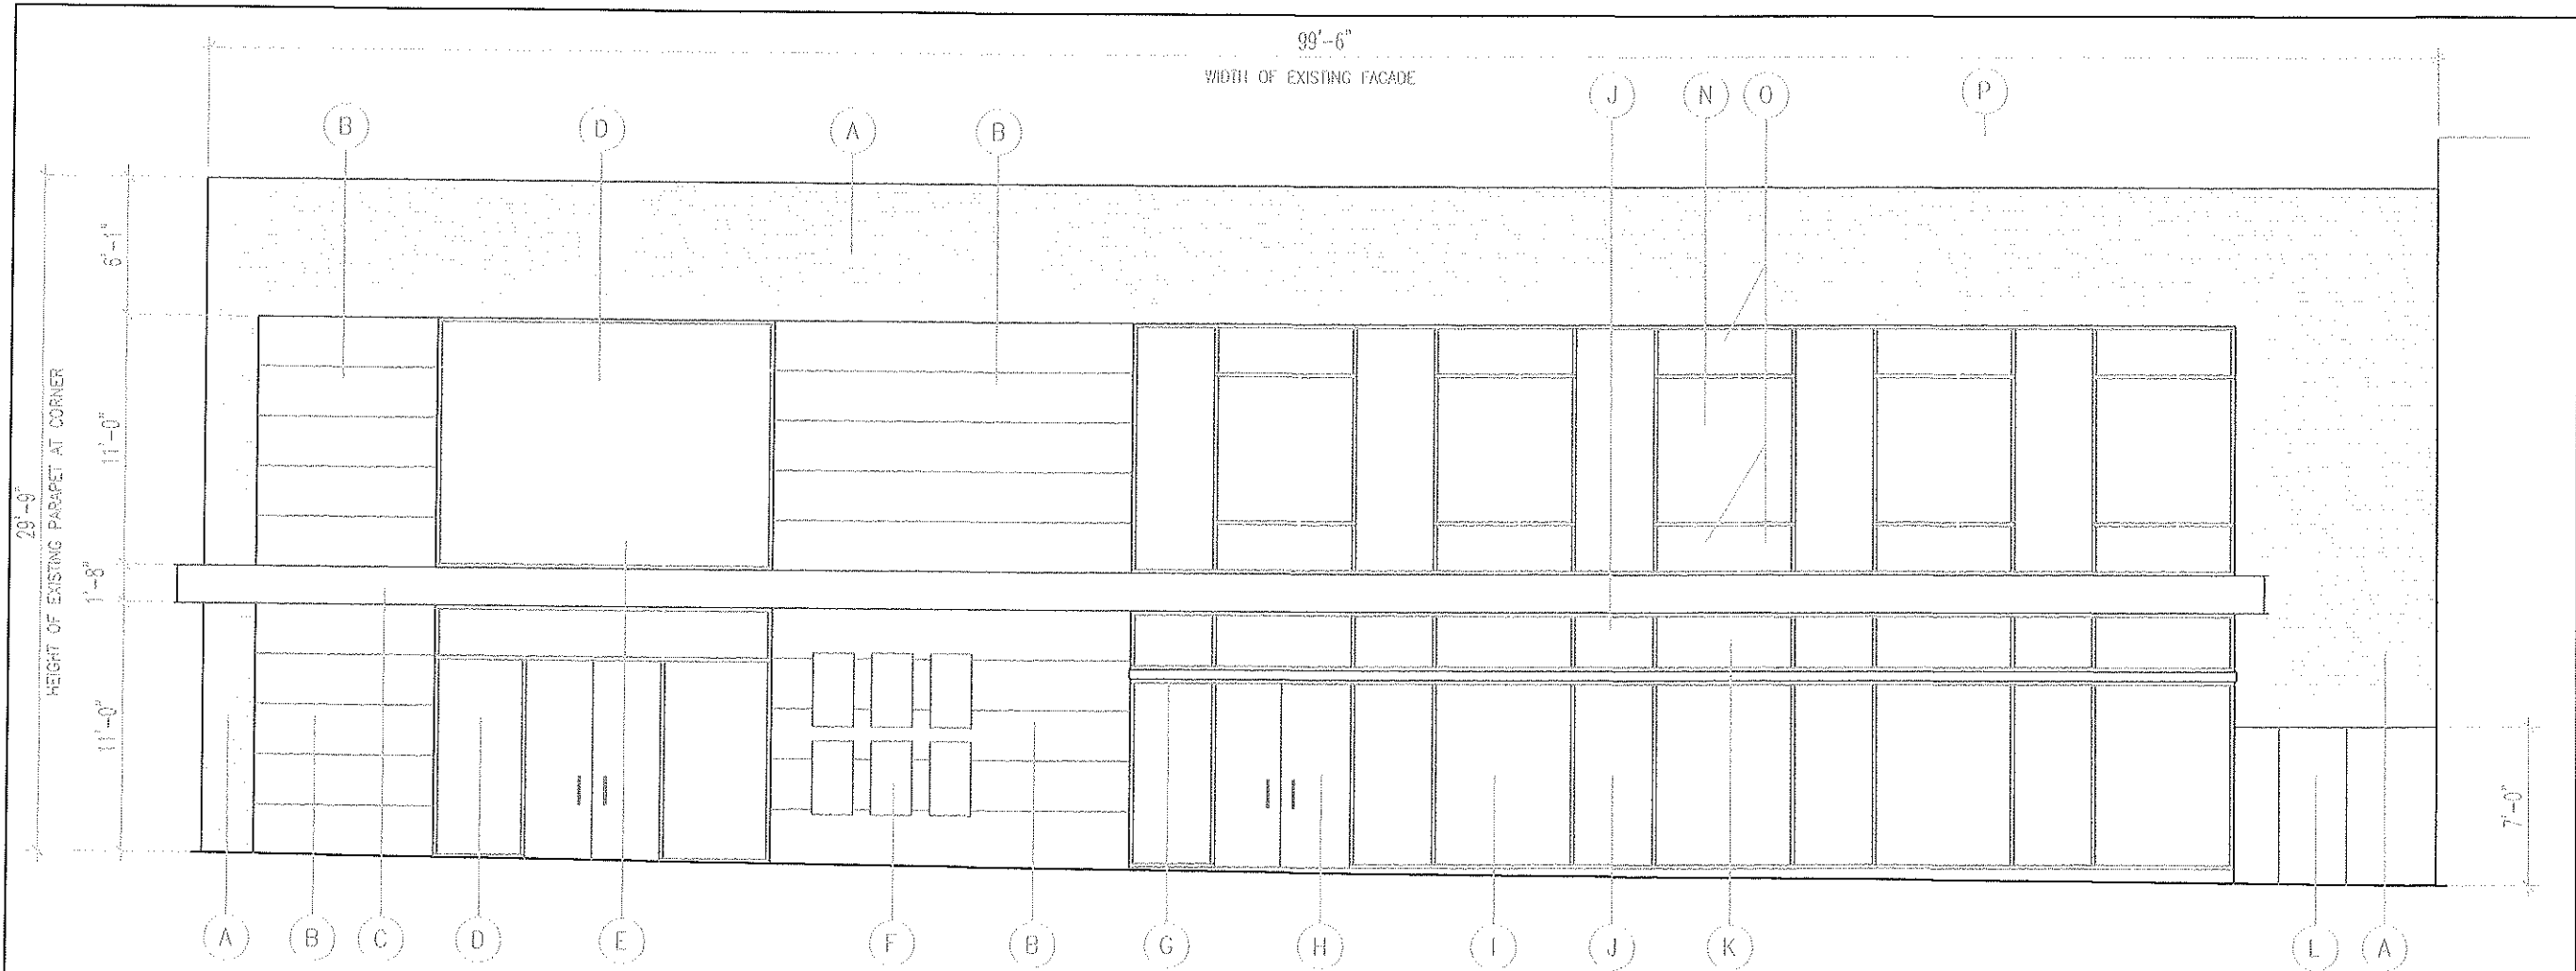 99'-6"
WIDTH OF EXISTING FACADE
B
D
A
B
J
N
O
P
29'-9"
HEIGHT OF EXISTING PARAPET AT CORNER
6'-1"
11'-0"
1'-8"
11'-0"
7'-0"
A
B
C
D
E
F
B
G
H
I
J
K
L
A